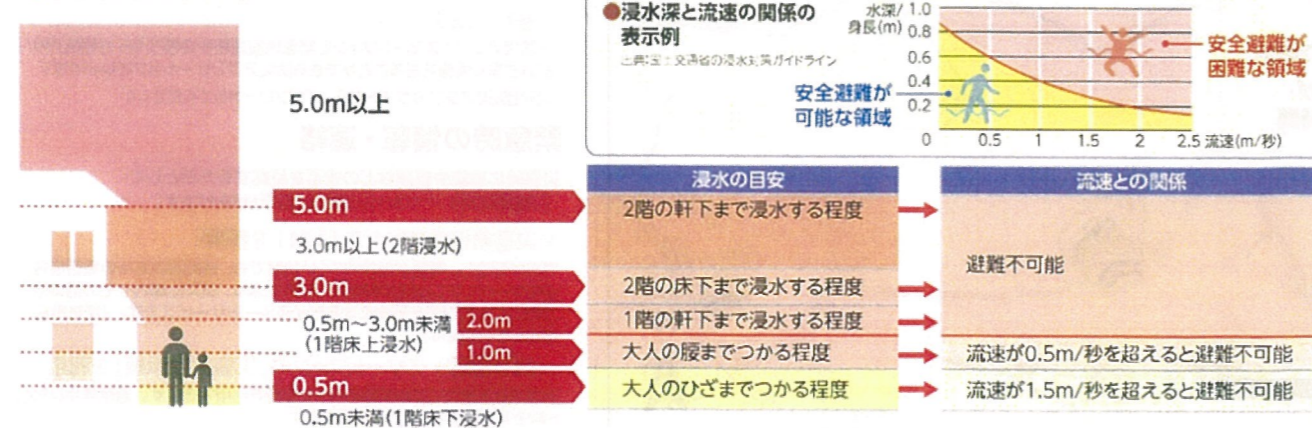 ●浸水深と流速の関係の
表示例
出典:国土交通省の浸水対策ガイドライン
水深/
身長(m)
1.0
0.8
0.6
0.4
0.2
0
0.5
1
1.5
2
2.5
流速(m/秒)
安全避難が
困難な領域
安全避難が
可能な領域
5.0m以上
5.0m
3.0m以上(2階浸水)
3.0m
0.5m～3.0m未満
(1階床上浸水)
2.0m
1.0m
0.5m
0.5m未満(1階床下浸水)
浸水の目安
2階の軒下まで浸水する程度
2階の床下まで浸水する程度
1階の軒下まで浸水する程度
大人の腰までつかる程度
大人のひざまでつかる程度
流速との関係
避難不可能
流速が0.5m/秒を超えると避難不可能
流速が1.5m/秒を超えると避難不可能